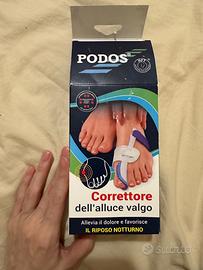 PODOS
Correttore
dell'alluce valgo
Allevia il dolore e favorisce
IL RIPOSO NOTTURNO